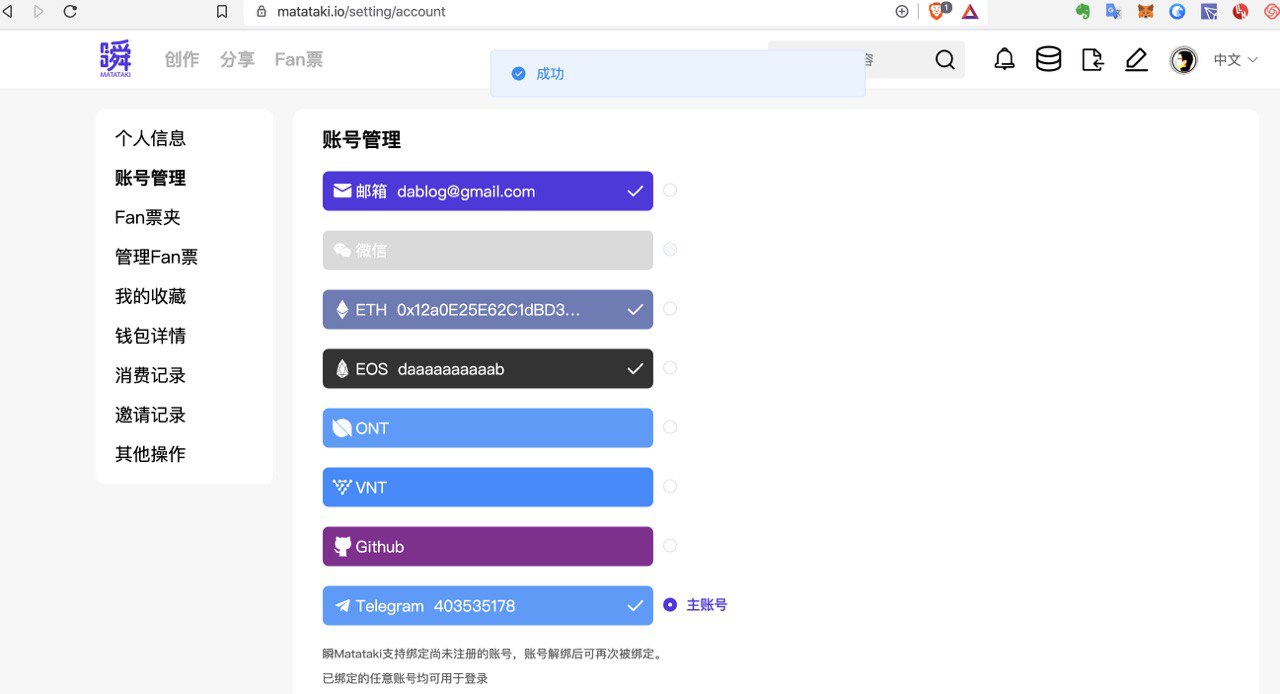 matataki.io/setting/account
1
瞬
MATATAKI
创作 分享 Fan票
成功
容
中文
个人信息
账号管理
Fan票夹
管理Fan票
我的收藏
钱包详情
消费记录
邀请记录
其他操作
账号管理
邮箱 dablog@gmail.com
微信
ETH 0x12a0E25E62C1dBD3...
EOS daaaaaaaaaab
ONT
VNT
Github
Telegram 403535178 主账号
瞬Matataki支持绑定尚未注册的账号，账号解绑后可再次被绑定。
已绑定的任意账号均可用于登录